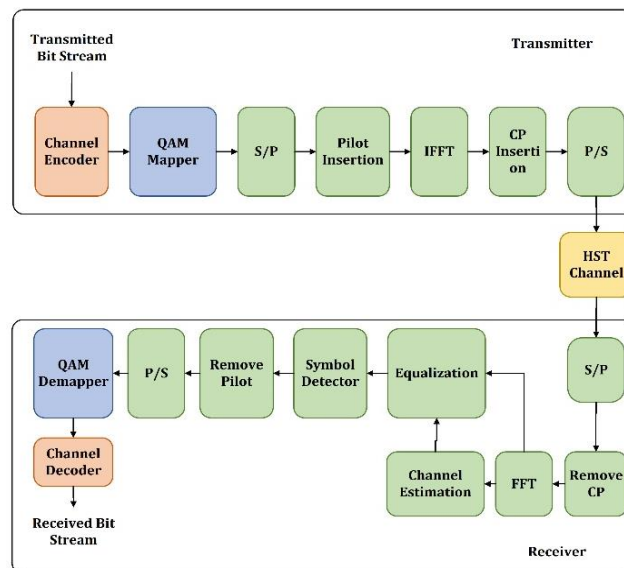 Transmitted
Bit Stream
Transmitter
Channel
Encoder
QAM
Mapper
S/P
Pilot
Insertion
IFFT
CP
Inserti
on
P/S
HST
Channel
QAM
Demapper
P/S
Remove
Pilot
Symbol
Detector
Equalization
S/P
Channel
Decoder
Channel
Estimation
FFT
Remove
CP
Received Bit
Stream
Receiver